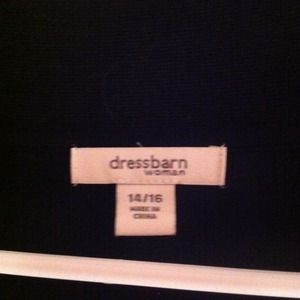 dressbarn
woman
14/16
MADE IN
CHINA